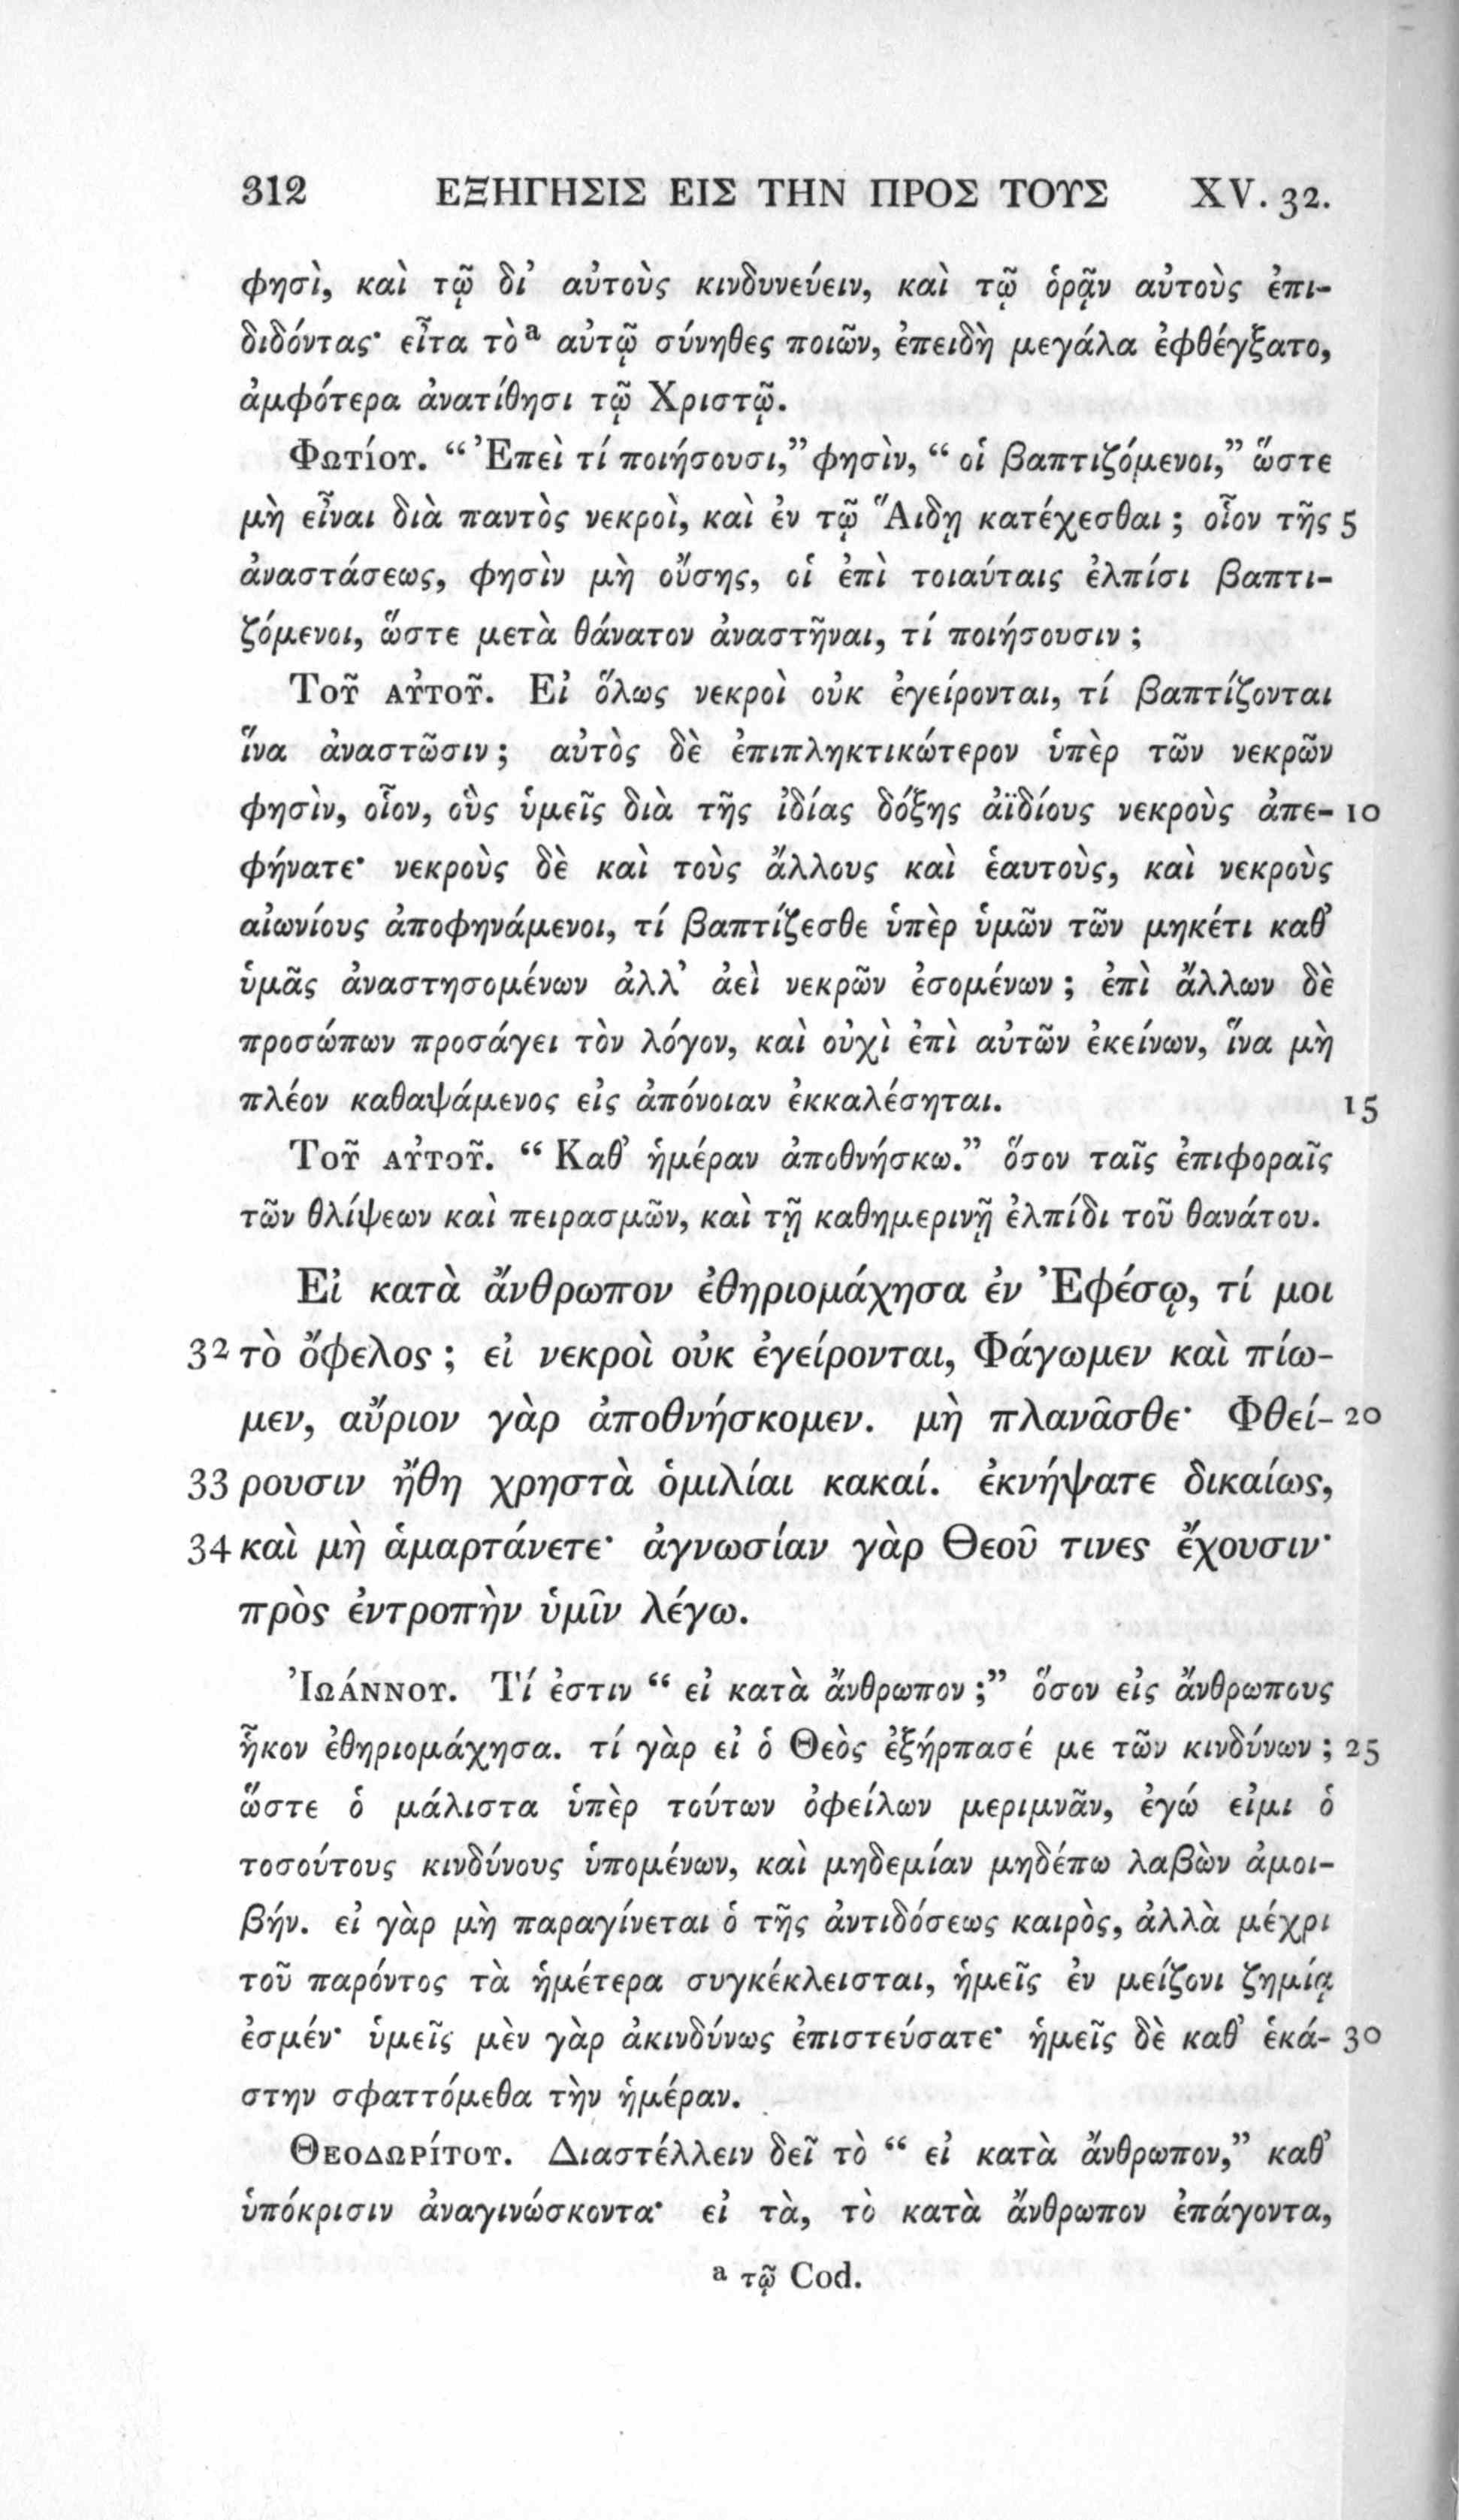 312 ΕΞΗΓΗΣΙΣ ΕΙΣ ΤΗΝ ΠΡΟΣ ΤΟΥΣ XV. 32.
φησὶ, καὶ τῷ δι’ αὐτοὺς κινδυνεύειν, καὶ τῷ ὁρᾷν αὐτοὺς ἐπι-
διδόντας· εἶτα τὸ a αὐτῷ σύνηθες ποιῶν, ἐπειδὴ μεγάλα ἐφθέγξατο,
ἀμφότερα ἀνατίθησι τῷ Χριστῷ.
Φωτίου. “Ἐπεὶ τί ποιήσουσι,” φησὶν, “οἱ βαπτιζόμενοι,” ὥστε
μὴ εἶναι διὰ παντὸς νεκροὶ, καὶ ἐν τῷ Ἅιδῃ κατέχεσθαι ; οἷον τῆς 5
ἀναστάσεως, φησὶν μὴ οὔσης, οἱ ἐπὶ τοιαύταις ἐλπίσι βαπτι-
ζόμενοι, ὥστε μετὰ θάνατον ἀναστῆναι, τί ποιήσουσιν ;
Τοῦ αὐτοῦ. Εἰ ὅλως νεκροὶ οὐκ ἐγείρονται, τί βαπτίζονται
ἵνα ἀναστῶσιν ; αὐτὸς δὲ ἐπιπληκτικώτερον ὑπὲρ τῶν νεκρῶν
φησὶν, οἷον, οὓς ὑμεῖς διὰ τῆς ἰδίας δόξης ἀϊδίους νεκροὺς ἀπε- 10
φήνατε· νεκροὺς δὲ καὶ τοὺς ἄλλους καὶ ἑαυτοὺς, καὶ νεκροὺς
αἰωνίους ἀποφηνάμενοι, τί βαπτίζεσθε ὑπὲρ ὑμῶν τῶν μηκέτι καθ’
ὑμᾶς ἀναστησομένων ἀλλ’ ἀεὶ νεκρῶν ἐσομένων ; ἐπὶ ἄλλων δὲ
προσώπων προσάγει τὸν λόγον, καὶ οὐχὶ ἐπὶ αὐτῶν ἐκείνων, ἵνα μὴ
πλέον καθαψάμενος εἰς ἀπόνοιαν ἐκκαλέσηται. 15
Τοῦ αὐτοῦ. “Καθ’ ἡμέραν ἀποθνήσκω.” ὅσον ταῖς ἐπιφοραῖς
τῶν θλίψεων καὶ πειρασμῶν, καὶ τῇ καθημερινῇ ἐλπίδι τοῦ θανάτου.
Εἰ κατὰ ἄνθρωπον ἐθηριομάχησα ἐν Ἐφέσῳ, τί μοι
32 τὸ ὄφελος ; εἰ νεκροὶ οὐκ ἐγείρονται, Φάγωμεν καὶ πίω-
μεν, αὔριον γὰρ ἀποθνήσκομεν. μὴ πλανᾶσθε· Φθεί- 20
33 ρουσιν ἤθη χρηστὰ ὁμιλίαι κακαί. ἐκνήψατε δικαίως,
34 καὶ μὴ ἁμαρτάνετε· ἀγνωσίαν γὰρ Θεοῦ τινες ἔχουσιν·
πρὸς ἐντροπὴν ὑμῖν λέγω.
Ἰωάννου. Τί ἐστιν “εἰ κατὰ ἄνθρωπον ;” ὅσον εἰς ἀνθρώπους
ἧκον ἐθηριομάχησα. τί γὰρ εἰ ὁ Θεὸς ἐξήρπασέ με τῶν κινδύνων ; 25
ὥστε ὁ μάλιστα ὑπὲρ τούτων ὀφείλων μεριμνᾶν, ἐγώ εἰμι ὁ
τοσούτους κινδύνους ὑπομένων, καὶ μηδεμίαν μηδέπω λαβὼν ἀμοι-
βήν. εἰ γὰρ μὴ παραγίνεται ὁ τῆς ἀντιδόσεως καιρὸς, ἀλλὰ μέχρι
τοῦ παρόντος τὰ ἡμέτερα συγκέκλεισται, ἡμεῖς ἐν μείζονι ζημίᾳ
ἐσμέν· ὑμεῖς μὲν γὰρ ἀκινδύνως ἐπιστεύσατε· ἡμεῖς δὲ καθ’ ἑκά- 30
στην σφαττόμεθα τὴν ἡμέραν.
Θεοδωρίτου. Διαστέλλειν δεῖ τὸ “εἰ κατὰ ἄνθρωπον,” καθ’
ὑπόκρισιν ἀναγινώσκοντα· εἰ τὰ, τὸ κατὰ ἄνθρωπον ἐπάγοντα,
a τῷ Cod.